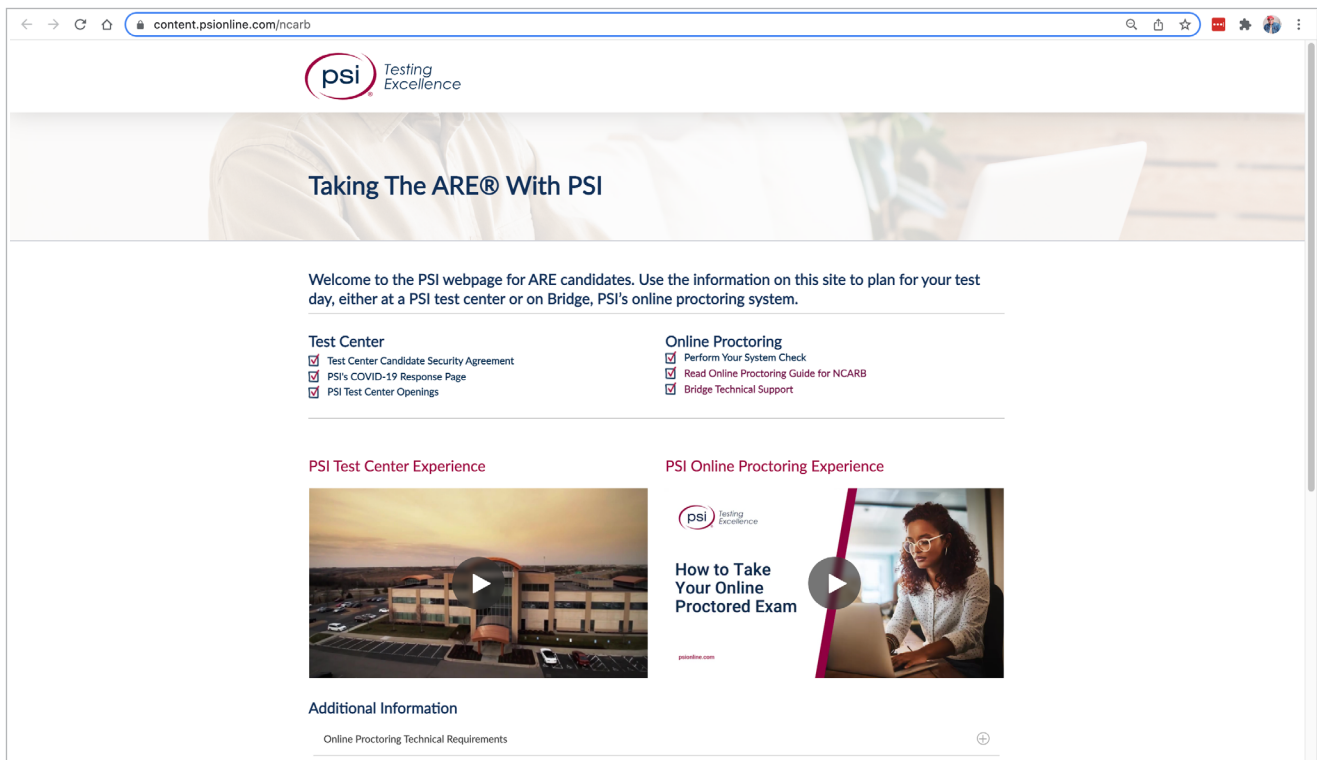 content.psionline.com/ncarb
psi Testing
Excellence
Taking The ARE® With PSI
Welcome to the PSI webpage for ARE candidates. Use the information on this site to plan for your test
day, either at a PSI test center or on Bridge, PSI's online proctoring system.
Test Center
Test Center Candidate Security Agreement
PSI's COVID-19 Response Page
PSI Test Center Openings
Online Proctoring
Perform Your System Check
Read Online Proctoring Guide for NCARB
Bridge Technical Support
PSI Test Center Experience
PSI Online Proctoring Experience
psi Testing
Excellence
How to Take
Your Online
Proctored Exam
psionline.com
Additional Information
Online Proctoring Technical Requirements